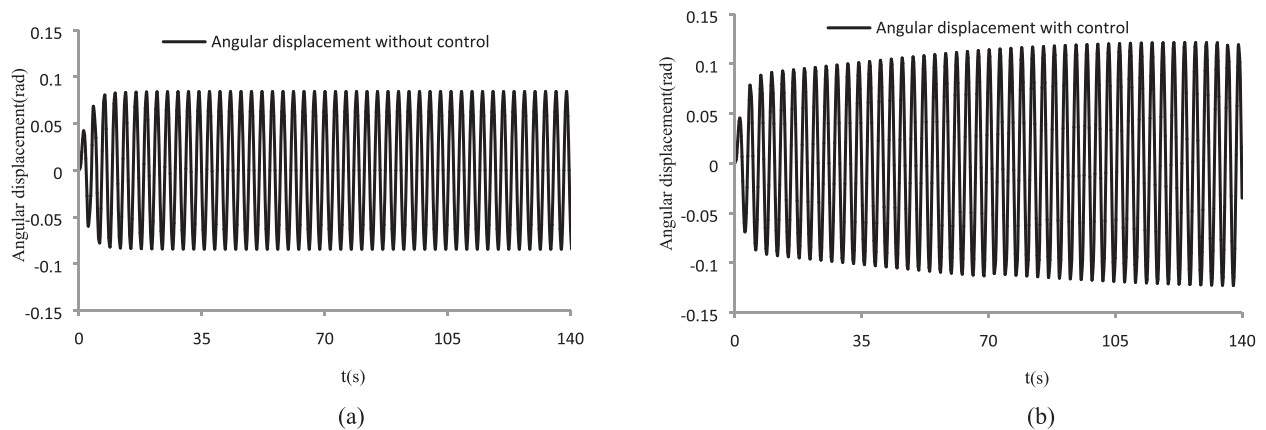 Angular displacement without control
Angular displacement(rad)
0.15
0.1
0.05
0
-0.05
-0.1
-0.15
0 35 70 105 140
t(s)
(a)
Angular displacement with control
Angular displacement(rad)
0.15
0.1
0.05
0
-0.05
-0.1
-0.15
0 35 70 105 140
t(s)
(b)